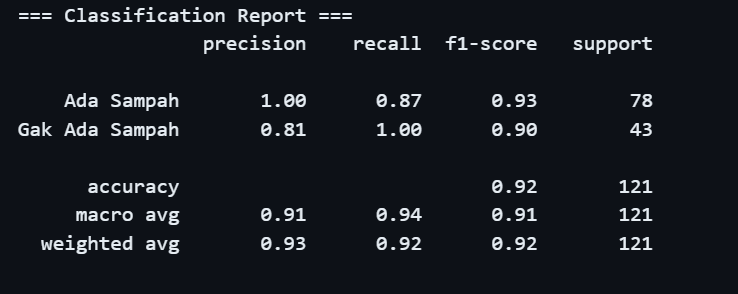 === Classification Report ===
precision recall f1-score support
Ada Sampah 1.00 0.87 0.93 78
Gak Ada Sampah 0.81 1.00 0.90 43
accuracy 0.92 121
macro avg 0.91 0.94 0.91 121
weighted avg 0.93 0.92 0.92 121